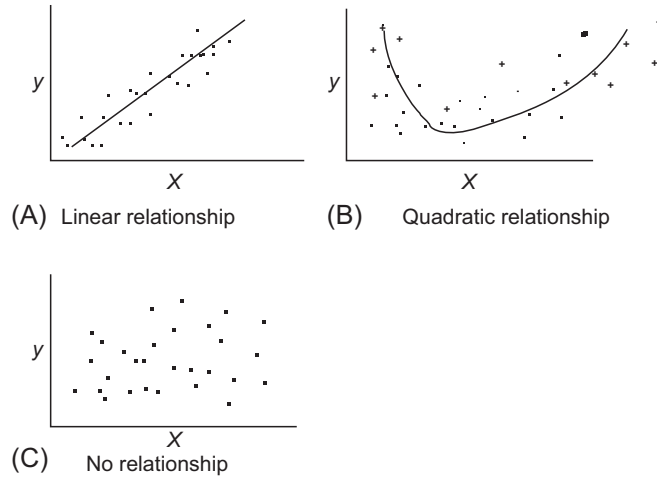 y
X
(A) Linear relationship
y
X
(B) Quadratic relationship
y
X
(C) No relationship